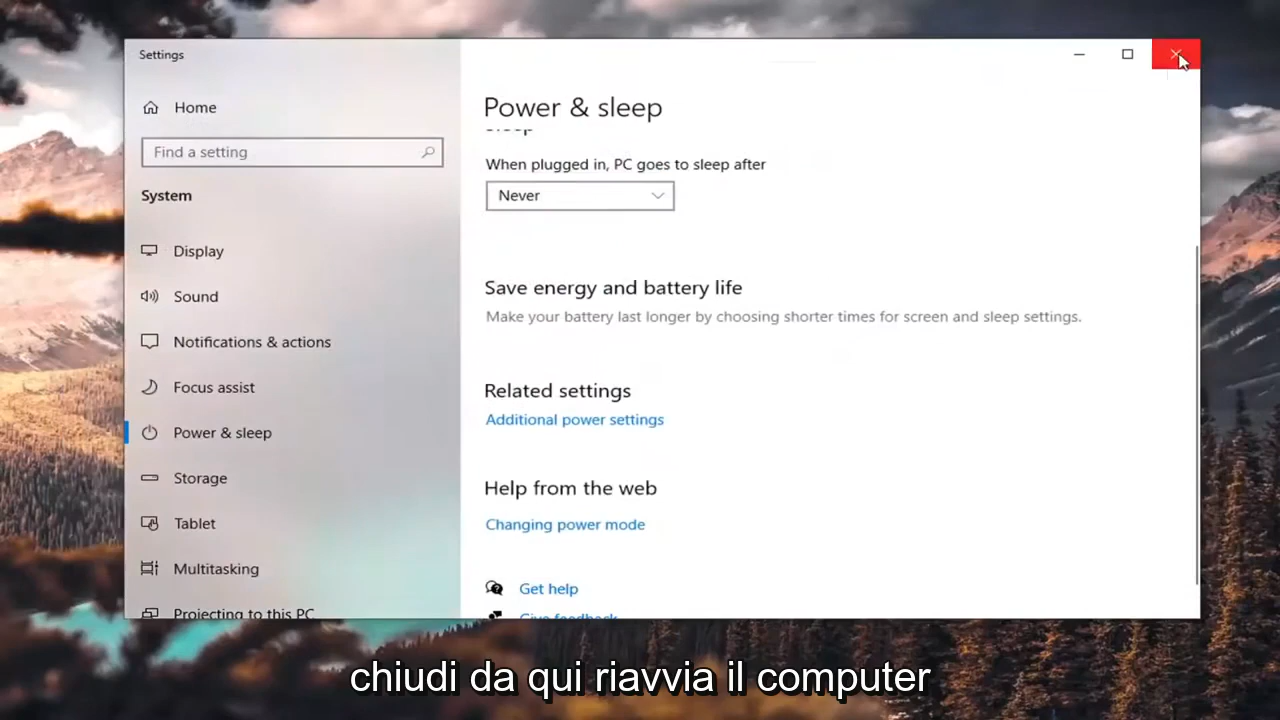 Settings
Home
Find a setting
System
Display
Sound
Notifications & actions
Focus assist
Power & sleep
Storage
Tablet
Multitasking
Projecting to this PC
Power & sleep
Sleep
When plugged in, PC goes to sleep after
Never
Save energy and battery life
Make your battery last longer by choosing shorter times for screen and sleep settings.
Related settings
Additional power settings
Help from the web
Changing power mode
Get help
Give feedback
chiudi da qui riavvia il computer